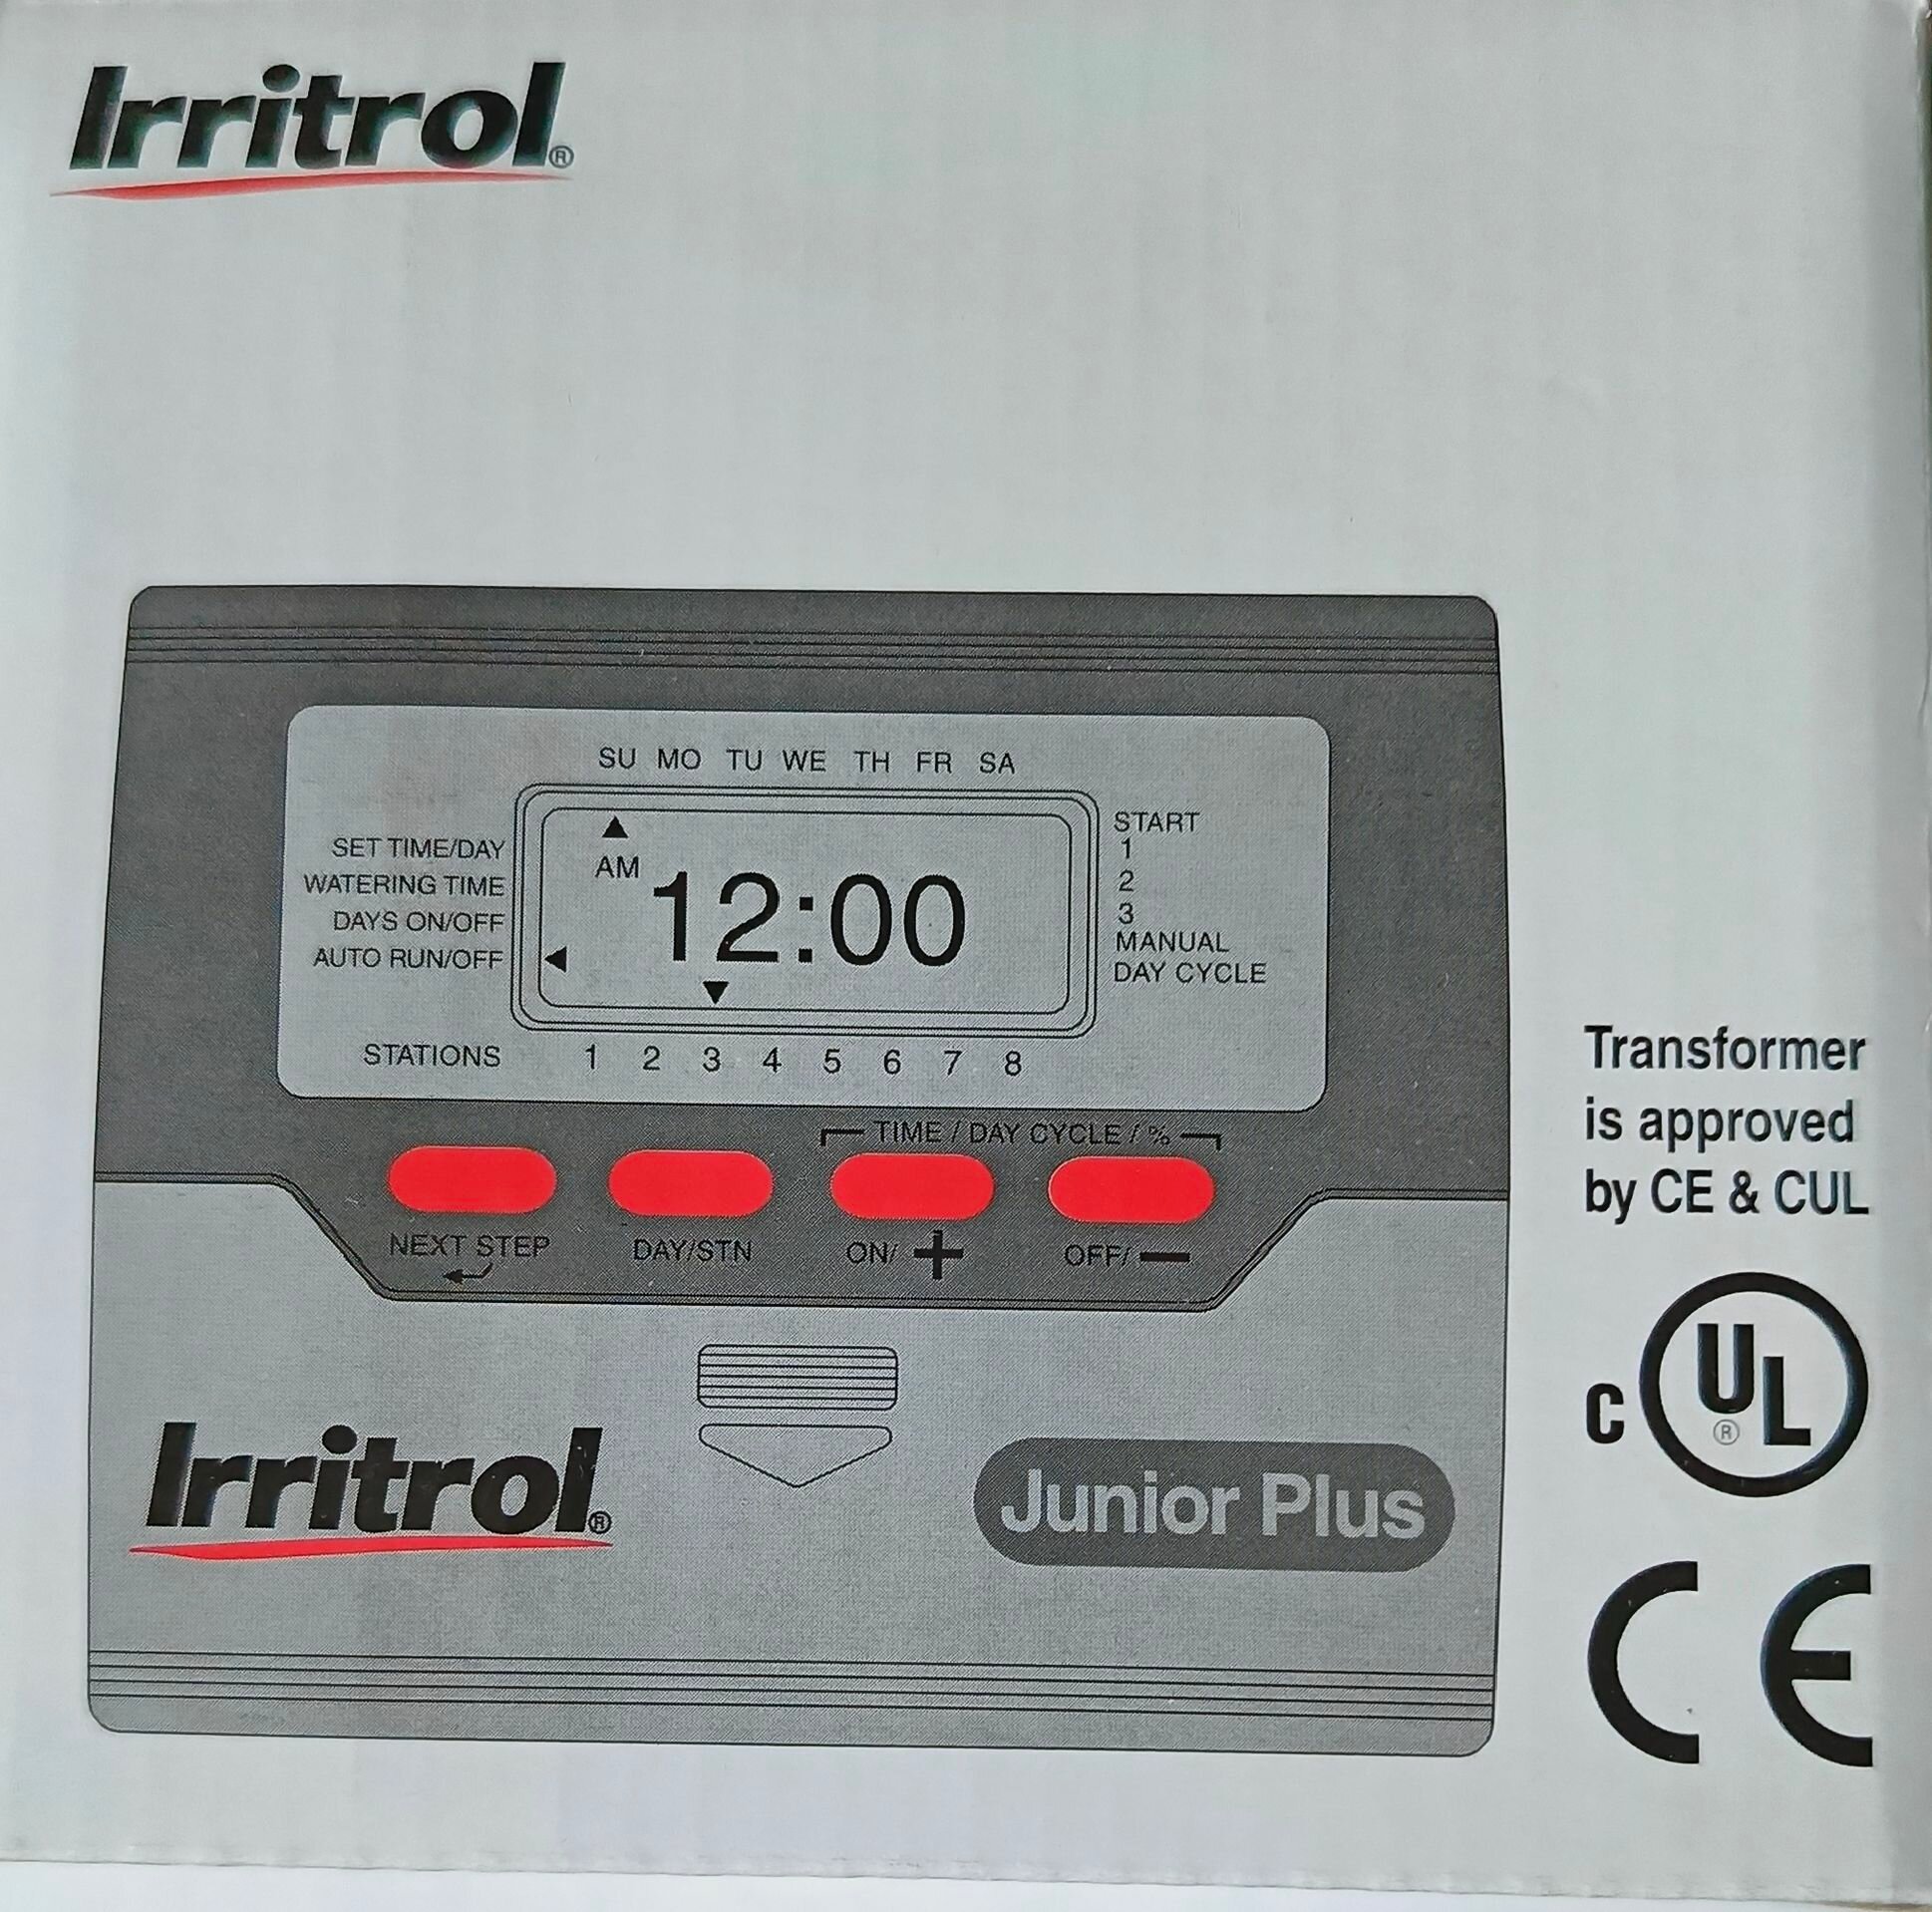 Irritrol®
SU MO TU WE TH FR SA
SET TIME/DAY
WATERING TIME
DAYS ON/OFF
AUTO RUN/OFF
AM 12:00
START
1
2
3
MANUAL
DAY CYCLE
STATIONS 1 2 3 4 5 6 7 8
TIME / DAY CYCLE / %
NEXT STEP DAY/STN ON/ + OFF/ −
Irritrol®
Junior Plus
Transformer
is approved
by CE & CUL
C UL®
CE